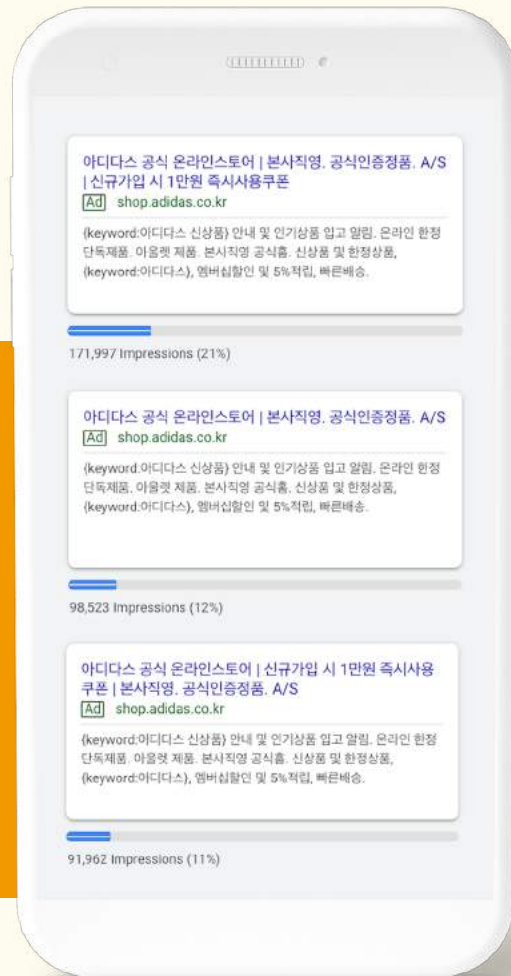 아디다스 공식 온라인스토어 | 본사직영. 공식인증정품. A/S
| 신규가입 시 1만원 즉시사용쿠폰
Ad shop.adidas.co.kr
{keyword:아디다스 신상품} 안내 및 인기상품 입고 알림. 온라인 한정
단독제품. 아울렛 제품. 본사직영 공식홈. 신상품 및 한정상품,
{keyword:아디다스}, 멤버십할인 및 5%적립, 빠른배송.
171,997 Impressions (21%)
아디다스 공식 온라인스토어 | 본사직영. 공식인증정품. A/S
Ad shop.adidas.co.kr
{keyword:아디다스 신상품} 안내 및 인기상품 입고 알림. 온라인 한정
단독제품. 아울렛 제품. 본사직영 공식홈. 신상품 및 한정상품,
{keyword:아디다스}, 멤버십할인 및 5%적립, 빠른배송.
98,523 Impressions (12%)
아디다스 공식 온라인스토어 | 신규가입 시 1만원 즉시사용
쿠폰 | 본사직영. 공식인증정품. A/S
Ad shop.adidas.co.kr
{keyword:아디다스 신상품} 안내 및 인기상품 입고 알림. 온라인 한정
단독제품. 아울렛 제품. 본사직영 공식홈. 신상품 및 한정상품,
{keyword:아디다스}, 멤버십할인 및 5%적립, 빠른배송.
91,962 Impressions (11%)